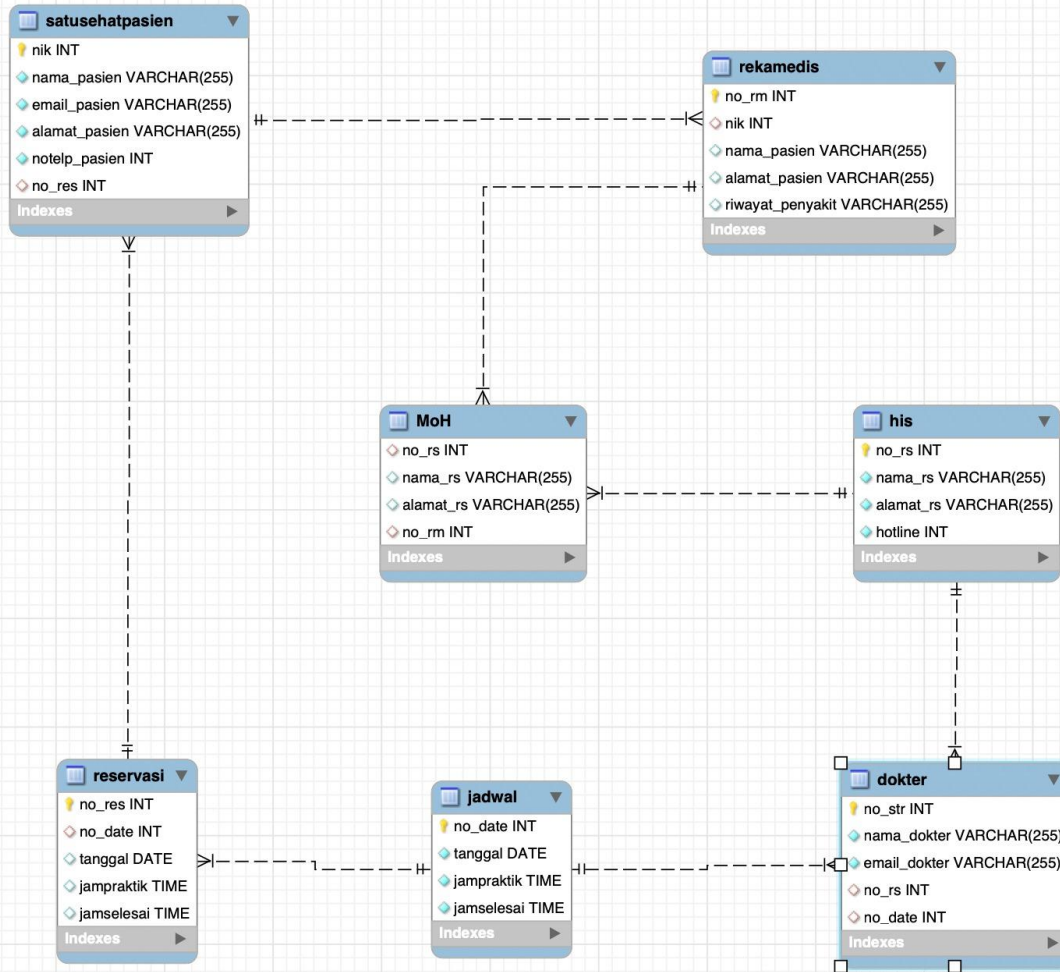 satusehatpasien
nik INT
nama_pasien VARCHAR(255)
email_pasien VARCHAR(255)
alamat_pasien VARCHAR(255)
notelp_pasien INT
no_res INT
Indexes
rekamedis
no_rm INT
nik INT
nama_pasien VARCHAR(255)
alamat_pasien VARCHAR(255)
riwayat_penyakit VARCHAR(255)
Indexes
MoH
no_rs INT
nama_rs VARCHAR(255)
alamat_rs VARCHAR(255)
no_rm INT
Indexes
his
no_rs INT
nama_rs VARCHAR(255)
alamat_rs VARCHAR(255)
hotline INT
Indexes
reservasi
no_res INT
no_date INT
tanggal DATE
jampraktik TIME
jamselesai TIME
Indexes
jadwal
no_date INT
tanggal DATE
jampraktik TIME
jamselesai TIME
Indexes
dokter
no_str INT
nama_dokter VARCHAR(255)
email_dokter VARCHAR(255)
no_rs INT
no_date INT
Indexes